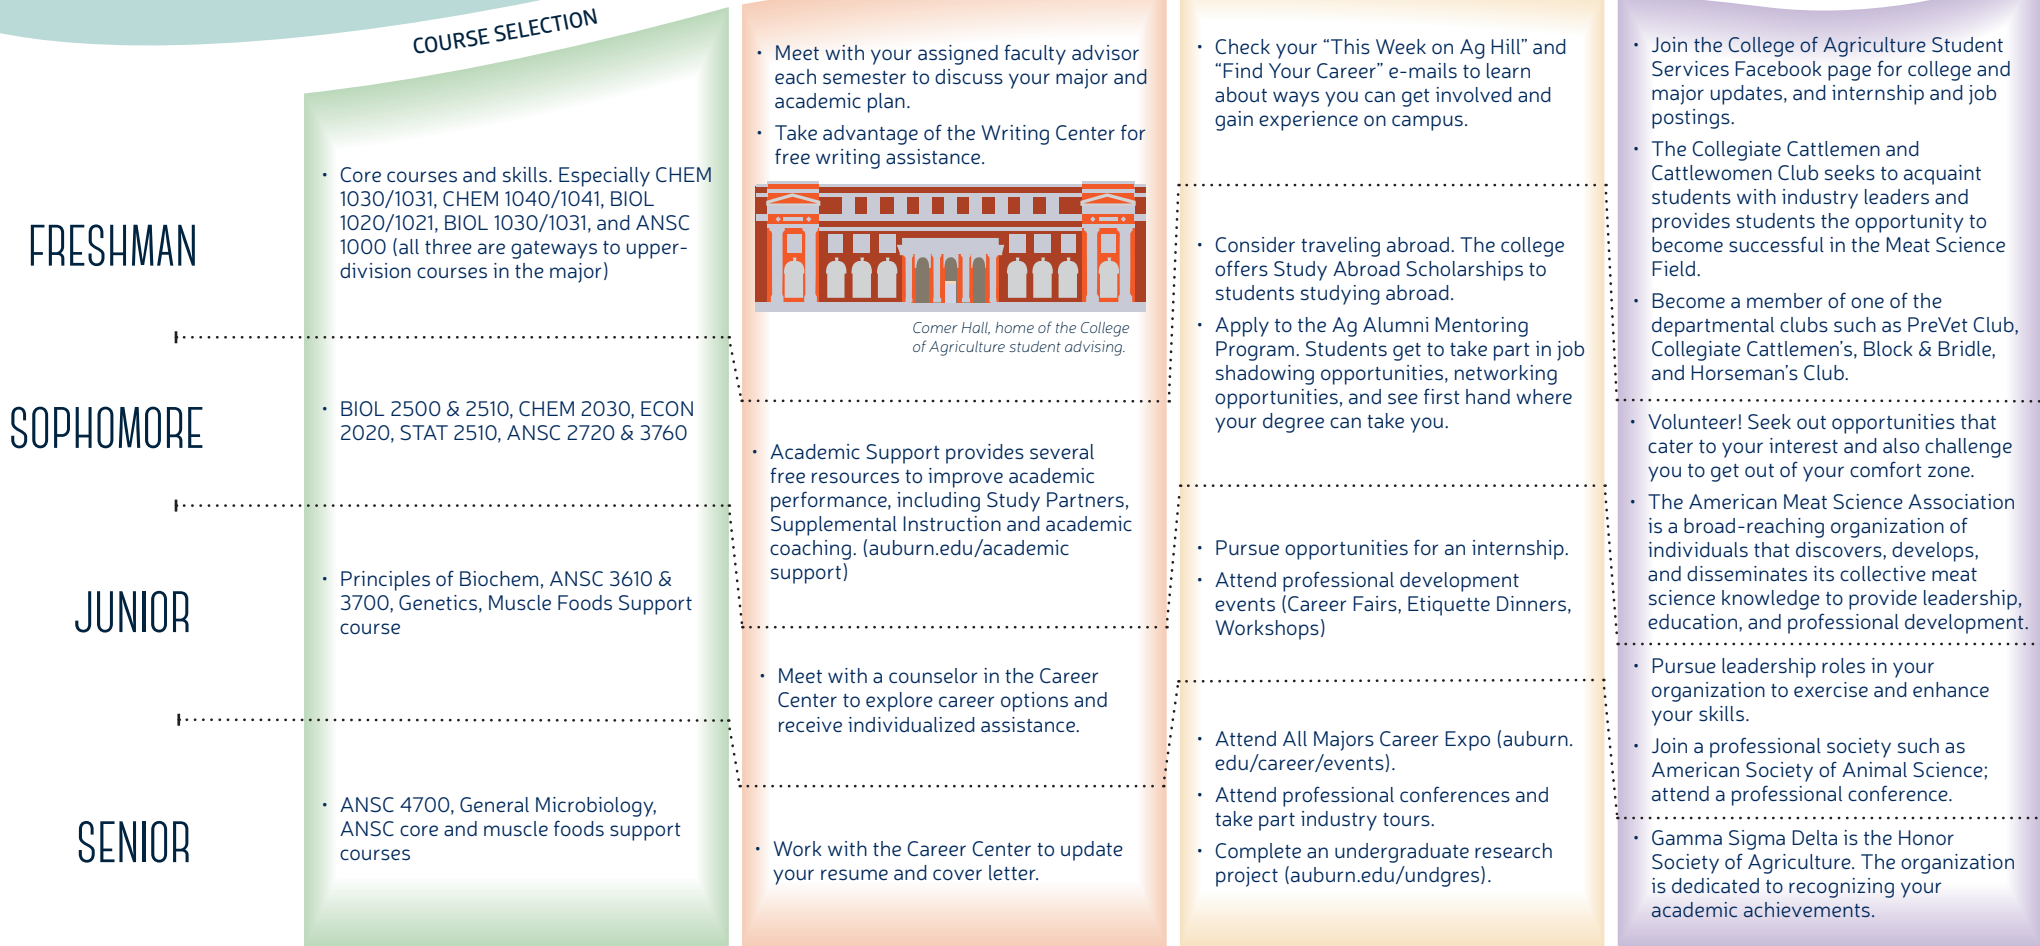 COURSE SELECTION
FRESHMAN
• Core courses and skills. Especially CHEM
1030/1031, CHEM 1040/1041, BIOL
1020/1021, BIOL 1030/1031, and ANSC
1000 (all three are gateways to upper-
division courses in the major)
• Meet with your assigned faculty advisor
each semester to discuss your major and
academic plan.
• Take advantage of the Writing Center for
free writing assistance.
Comer Hall, home of the College
of Agriculture student advising.
• Check your “This Week on Ag Hill” and
“Find Your Career” e-mails to learn
about ways you can get involved and
gain experience on campus.
• Join the College of Agriculture Student
Services Facebook page for college and
major updates, and internship and job
postings.
• The Collegiate Cattlemen and
Cattlewomen Club seeks to acquaint
students with industry leaders and
provides students the opportunity to
become successful in the Meat Science
Field.
• Become a member of one of the
departmental clubs such as PreVet Club,
Collegiate Cattlemen’s, Block & Bridle,
and Horseman’s Club.
SOPHOMORE
• BIOL 2500 & 2510, CHEM 2030, ECON
2020, STAT 2510, ANSC 2720 & 3760
• Academic Support provides several
free resources to improve academic
performance, including Study Partners,
Supplemental Instruction and academic
coaching. (auburn.edu/academic
support)
• Consider traveling abroad. The college
offers Study Abroad Scholarships to
students studying abroad.
• Apply to the Ag Alumni Mentoring
Program. Students get to take part in job
shadowing opportunities, networking
opportunities, and see first hand where
your degree can take you.
• Volunteer! Seek out opportunities that
cater to your interest and also challenge
you to get out of your comfort zone.
• The American Meat Science Association
is a broad-reaching organization of
individuals that discovers, develops,
and disseminates its collective meat
science knowledge to provide leadership,
education, and professional development.
JUNIOR
• Principles of Biochem, ANSC 3610 &
3700, Genetics, Muscle Foods Support
course
• Meet with a counselor in the Career
Center to explore career options and
receive individualized assistance.
• Pursue opportunities for an internship.
• Attend professional development
events (Career Fairs, Etiquette Dinners,
Workshops)
• Pursue leadership roles in your
organization to exercise and enhance
your skills.
• Join a professional society such as
American Society of Animal Science;
attend a professional conference.
SENIOR
• ANSC 4700, General Microbiology,
ANSC core and muscle foods support
courses
• Work with the Career Center to update
your resume and cover letter.
• Attend All Majors Career Expo (auburn.
edu/career/events).
• Attend professional conferences and
take part industry tours.
• Complete an undergraduate research
project (auburn.edu/undgres).
• Gamma Sigma Delta is the Honor
Society of Agriculture. The organization
is dedicated to recognizing your
academic achievements.